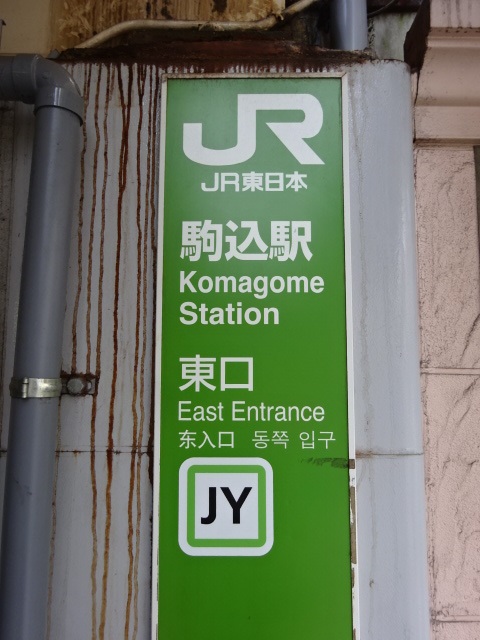 JR
JR東日本
駒込駅
Komagome
Station
東口
East Entrance
东入口 동쪽 입구
JY